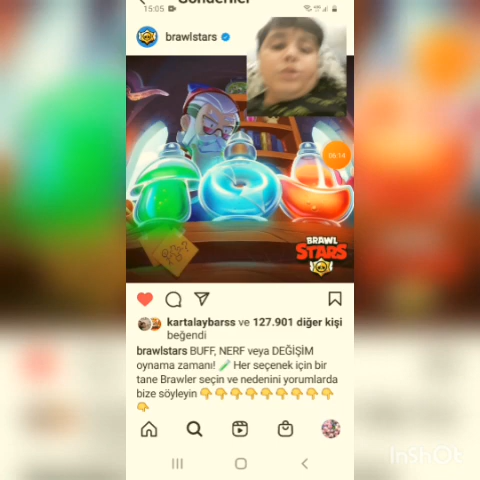 Gönderiler
15:05
brawlstars
06:14
BRAWL
STARS
kartalaybarss ve 127.901 diğer kişi
beğendi
brawlstars BUFF, NERF veya DEĞİŞİM
oynama zamanı! 🧪 Her seçenek için bir
tane Brawler seçin ve nedenini yorumlarda
bize söyleyin 👇👇👇👇👇👇👇👇👇
👇
InShOt